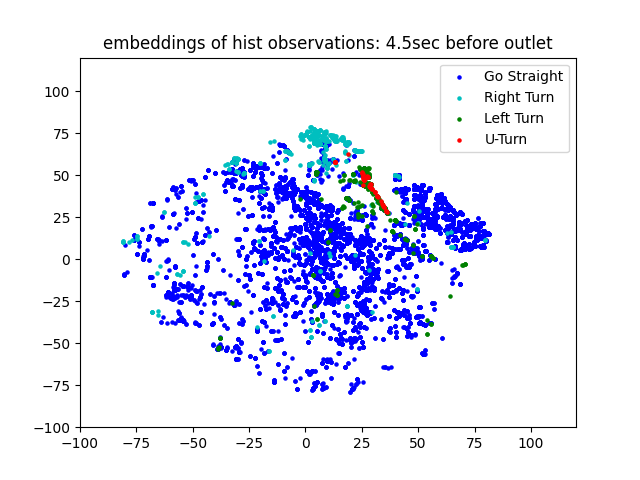 embeddings of hist observations: 4.5sec before outlet
Go Straight
Right Turn
Left Turn
U-Turn
100
75
50
25
0
−25
−50
−75
−100
−100 −75 −50 −25 0 25 50 75 100